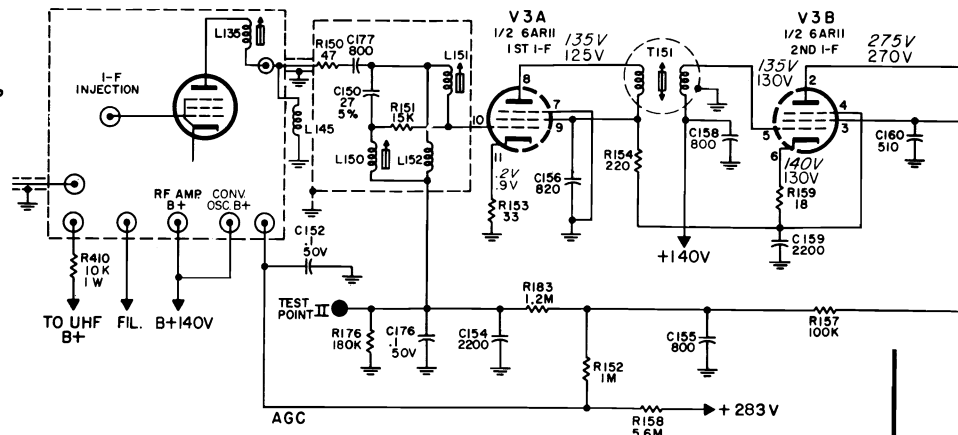 L135
I-F
INJECTION
L145
RF AMP.
B+
CONV.
OSC. B+
R410
10K
1W
TO UHF
B+
FIL.
B+140V
R150
47
C177
800
L151
C150
27
5%
R151
15K
L150
L152
C152
.1
50V
V3A
1/2 6AR11
1ST I-F
135V
125V
8
7
9
10
11
.2V
.9V
R153
33
C156
820
T151
R154
220
C158
800
+140V
V3B
1/2 6AR11
2ND I-F
275V
270V
135V
130V
2
4
3
5
6
140V
130V
R159
18
C160
510
C159
2200
TEST
POINT II
R176
180K
C176
.1
50V
C154
2200
R183
1.2M
R152
1M
C155
800
R157
100K
AGC
R158
5.6M
+283V